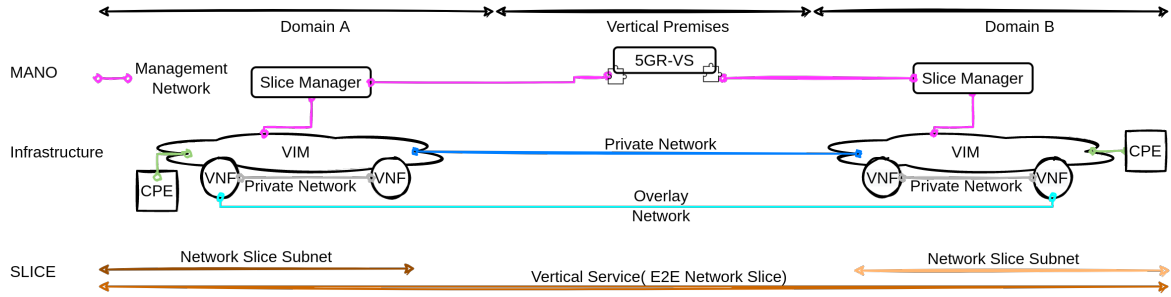 Domain A
Vertical Premises
Domain B
MANO
Management
Network
Slice Manager
5GR-VS
Slice Manager
Infrastructure
VIM
Private Network
VIM
CPE
CPE
VNF
Private Network
VNF
VNF
Private Network
VNF
Overlay
Network
Network Slice Subnet
Network Slice Subnet
SLICE
Vertical Service( E2E Network Slice)